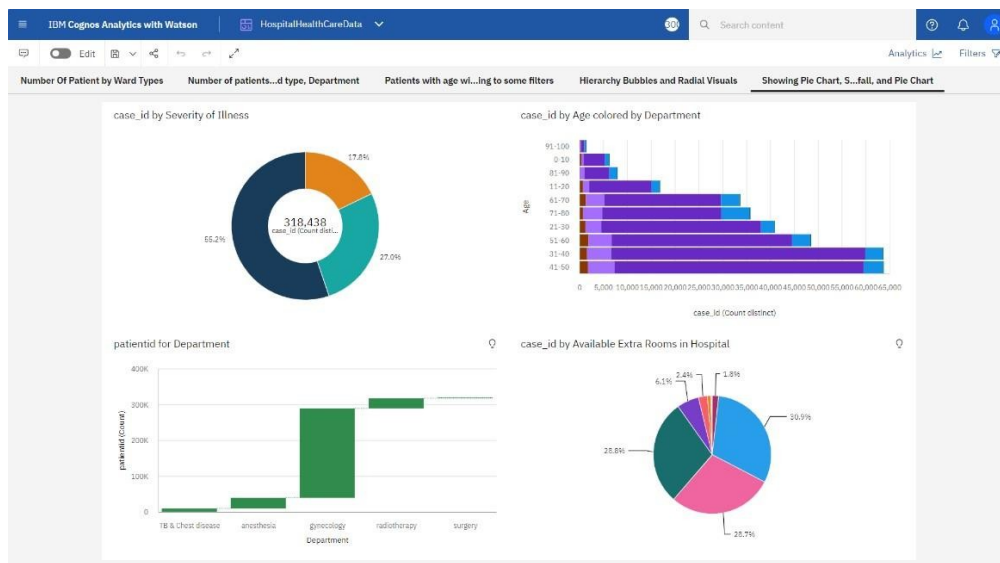 IBM Cognos Analytics with Watson
HospitalHealthCareData
30
Search content
Edit
Analytics
Filters
Number Of Patient by Ward Types
Number of patients...d type, Department
Patients with age wi...ing to some filters
Hierarchy Bubbles and Radial Visuals
Showing Pie Chart, S...fall, and Pie Chart
case_id by Severity of Illness
17.8%
318,438
case_id (Count disti...
55.2%
27.0%
case_id by Age colored by Department
Age
91-100
0-10
81-90
11-20
61-70
71-80
21-30
51-60
31-40
41-50
0 5,000 10,000 15,000 20,000 25,000 30,000 35,000 40,000 45,000 50,000 55,000 60,000 65,000
case_id (Count distinct)
patientid for Department
patientid (Count)
400K
300K
200K
100K
0
TB & Chest disease anesthesia gynecology radiotherapy surgery
Department
case_id by Available Extra Rooms in Hospital
2.4%
1.8%
6.1%
30.9%
28.8%
28.7%